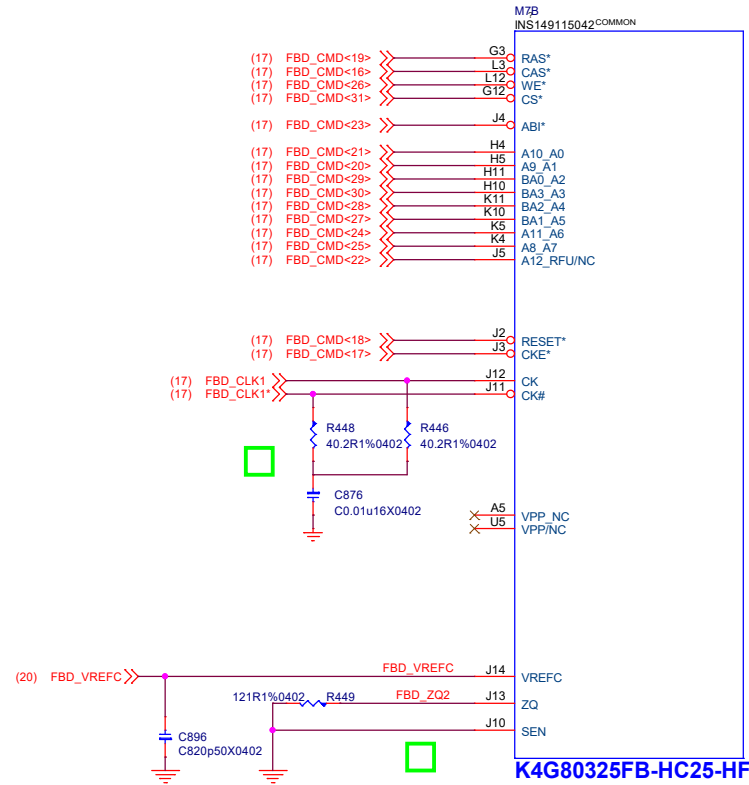 M7B
INS149115042 COMMON
(17) FBD_CMD<19> G3 RAS*
(17) FBD_CMD<16> L3 CAS*
(17) FBD_CMD<26> L12 WE*
(17) FBD_CMD<31> G12 CS*
(17) FBD_CMD<23> J4 ABI*
(17) FBD_CMD<21> H4 A10_A0
(17) FBD_CMD<20> H5 A9_A1
(17) FBD_CMD<29> H11 BA0_A2
(17) FBD_CMD<30> H10 BA3_A3
(17) FBD_CMD<28> K11 BA2_A4
(17) FBD_CMD<27> K10 BA1_A5
(17) FBD_CMD<24> K5 A11_A6
(17) FBD_CMD<25> K4 A8_A7
(17) FBD_CMD<22> J5 A12_RFU/NC
(17) FBD_CMD<18> J2 RESET*
(17) FBD_CMD<17> J3 CKE*
(17) FBD_CLK1 J12 CK
(17) FBD_CLK1* J11 CK#
R448 R446
40.2R1%0402 40.2R1%0402
C876
C0.01u16X0402
A5 VPP_NC
U5 VPP/NC
(20) FBD_VREFC FBD_VREFC J14 VREFC
121R1%0402 R449 FBD_ZQ2 J13 ZQ
J10 SEN
C896
C820p50X0402
K4G80325FB-HC25-HF